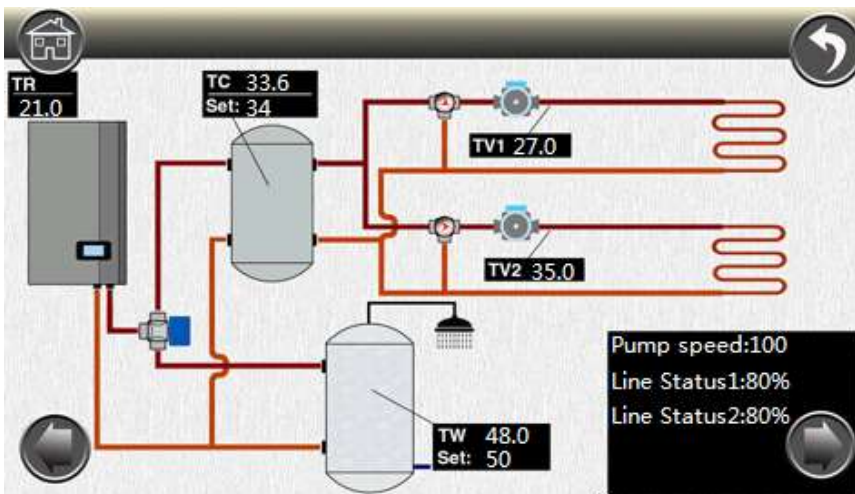 TR
21.0
TC 33.6
Set: 34
TV1 27.0
TV2 35.0
TW 48.0
Set: 50
Pump speed:100
Line Status1:80%
Line Status2:80%